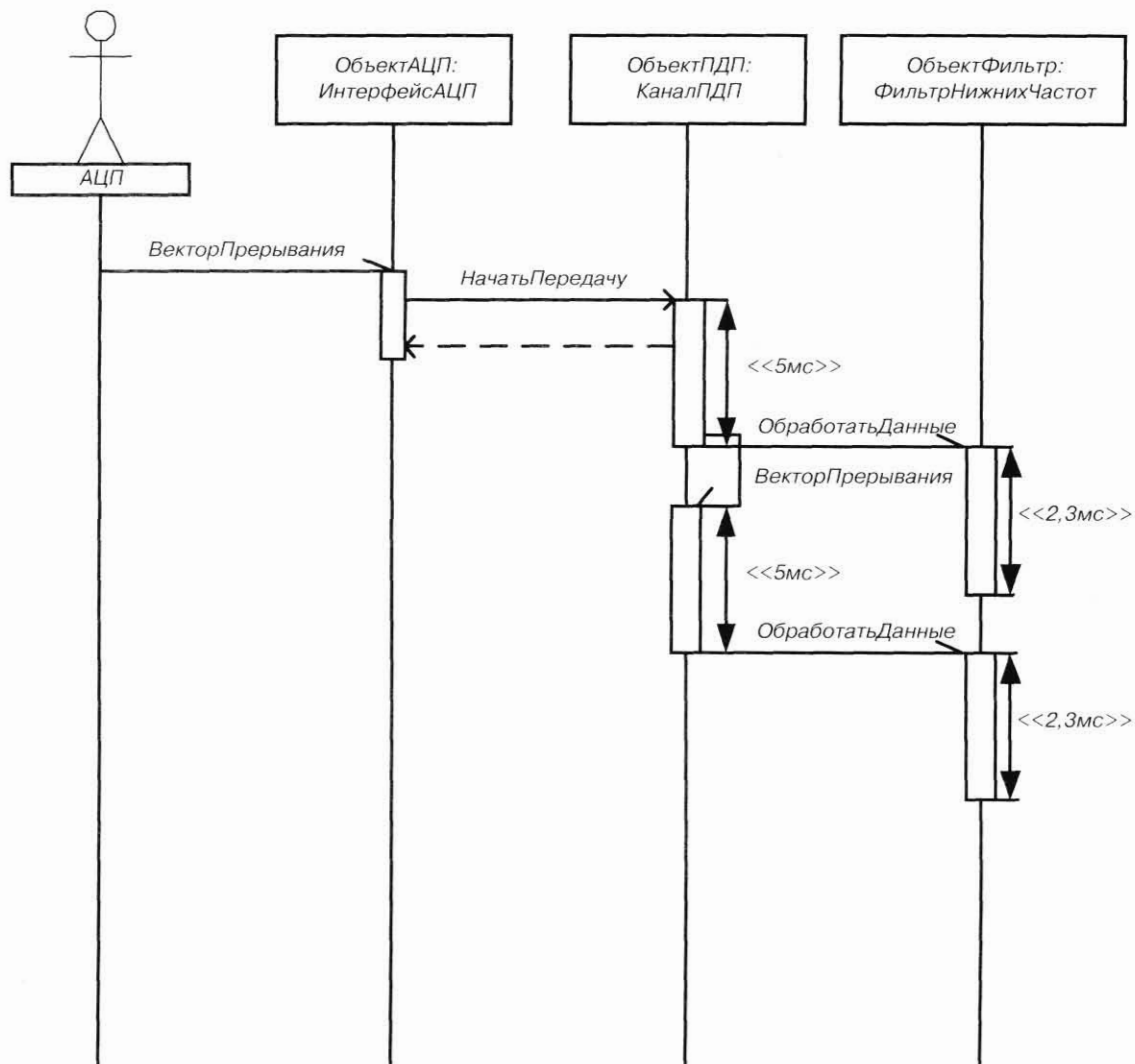 ОбъектАЦП:
ИнтерфейсАЦП
ОбъектПДП:
КаналПДП
ОбъектФильтр:
ФильтрНижнихЧастот
АЦП
ВекторПрерывания
НачатьПередачу
<<5мс>>
ОбработатьДанные
ВекторПрерывания
<<2,3мс>>
<<5мс>>
ОбработатьДанные
<<2,3мс>>